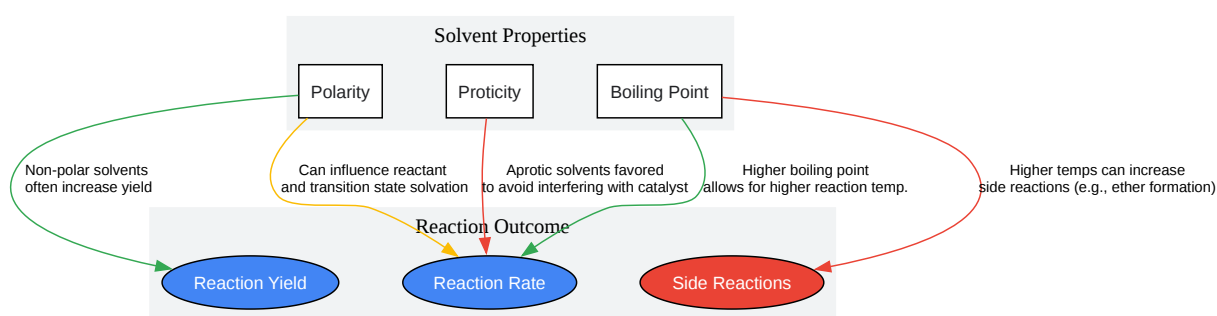 Solvent Properties
Polarity
Proticity
Boiling Point
Non-polar solvents
often increase yield
Can influence reactant
and transition state solvation
Aprotic solvents favored
to avoid interfering with catalyst
Higher boiling point
allows for higher reaction temp.
Higher temps can increase
side reactions (e.g., ether formation)
Reaction Outcome
Reaction Yield
Reaction Rate
Side Reactions